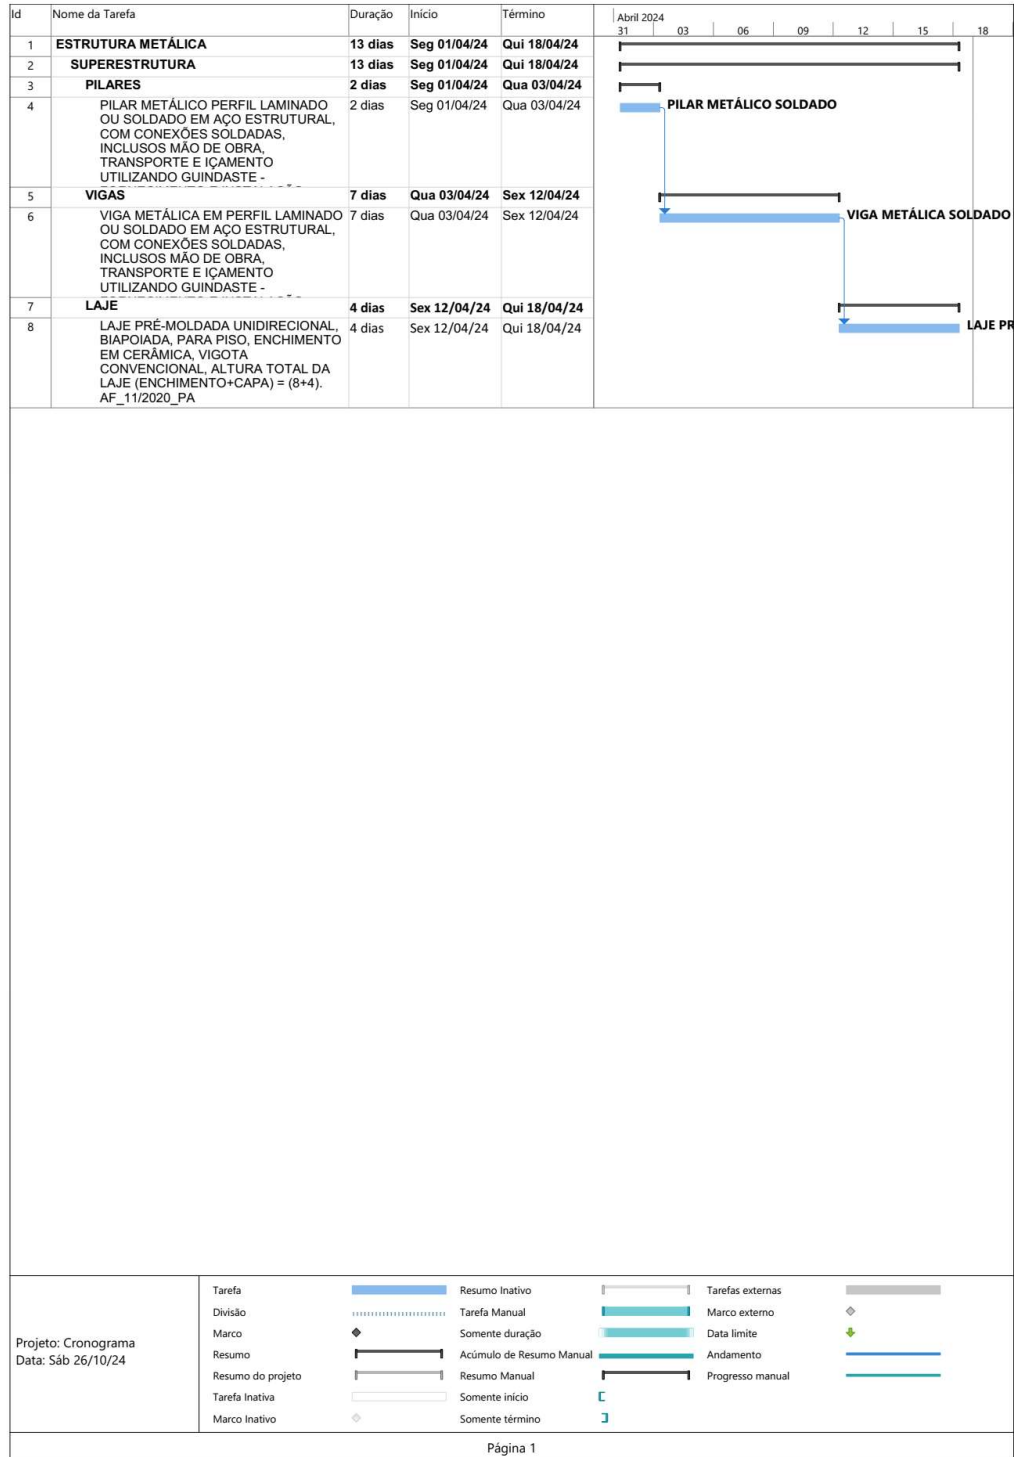 Id Nome da Tarefa Duração Início Término
Abril 2024
31 03 06 09 12 15 18
1 ESTRUTURA METÁLICA 13 dias Seg 01/04/24 Qui 18/04/24
2 SUPERESTRUTURA 13 dias Seg 01/04/24 Qui 18/04/24
3 PILARES 2 dias Seg 01/04/24 Qua 03/04/24
4 PILAR METÁLICO PERFIL LAMINADO 2 dias Seg 01/04/24 Qua 03/04/24 PILAR METÁLICO SOLDADO
OU SOLDADO EM AÇO ESTRUTURAL,
COM CONEXÕES SOLDADAS,
INCLUSOS MÃO DE OBRA,
TRANSPORTE E IÇAMENTO
UTILIZANDO GUINDASTE -
5 VIGAS 7 dias Qua 03/04/24 Sex 12/04/24
6 VIGA METÁLICA EM PERFIL LAMINADO 7 dias Qua 03/04/24 Sex 12/04/24 VIGA METÁLICA SOLDADO
OU SOLDADO EM AÇO ESTRUTURAL,
COM CONEXÕES SOLDADAS,
INCLUSOS MÃO DE OBRA,
TRANSPORTE E IÇAMENTO
UTILIZANDO GUINDASTE -
7 LAJE 4 dias Sex 12/04/24 Qui 18/04/24
8 LAJE PRÉ-MOLDADA UNIDIRECIONAL, 4 dias Sex 12/04/24 Qui 18/04/24 LAJE PR
BIAPOIADA, PARA PISO, ENCHIMENTO
EM CERÂMICA, VIGOTA
CONVENCIONAL, ALTURA TOTAL DA
LAJE (ENCHIMENTO+CAPA) = (8+4).
AF_11/2020_PA
Projeto: Cronograma
Data: Sáb 26/10/24
Tarefa Resumo Inativo Tarefas externas
Divisão Tarefa Manual Marco externo
Marco Somente duração Data limite
Resumo Acúmulo de Resumo Manual Andamento
Resumo do projeto Resumo Manual Progresso manual
Tarefa Inativa Somente início
Marco Inativo Somente término
Página 1